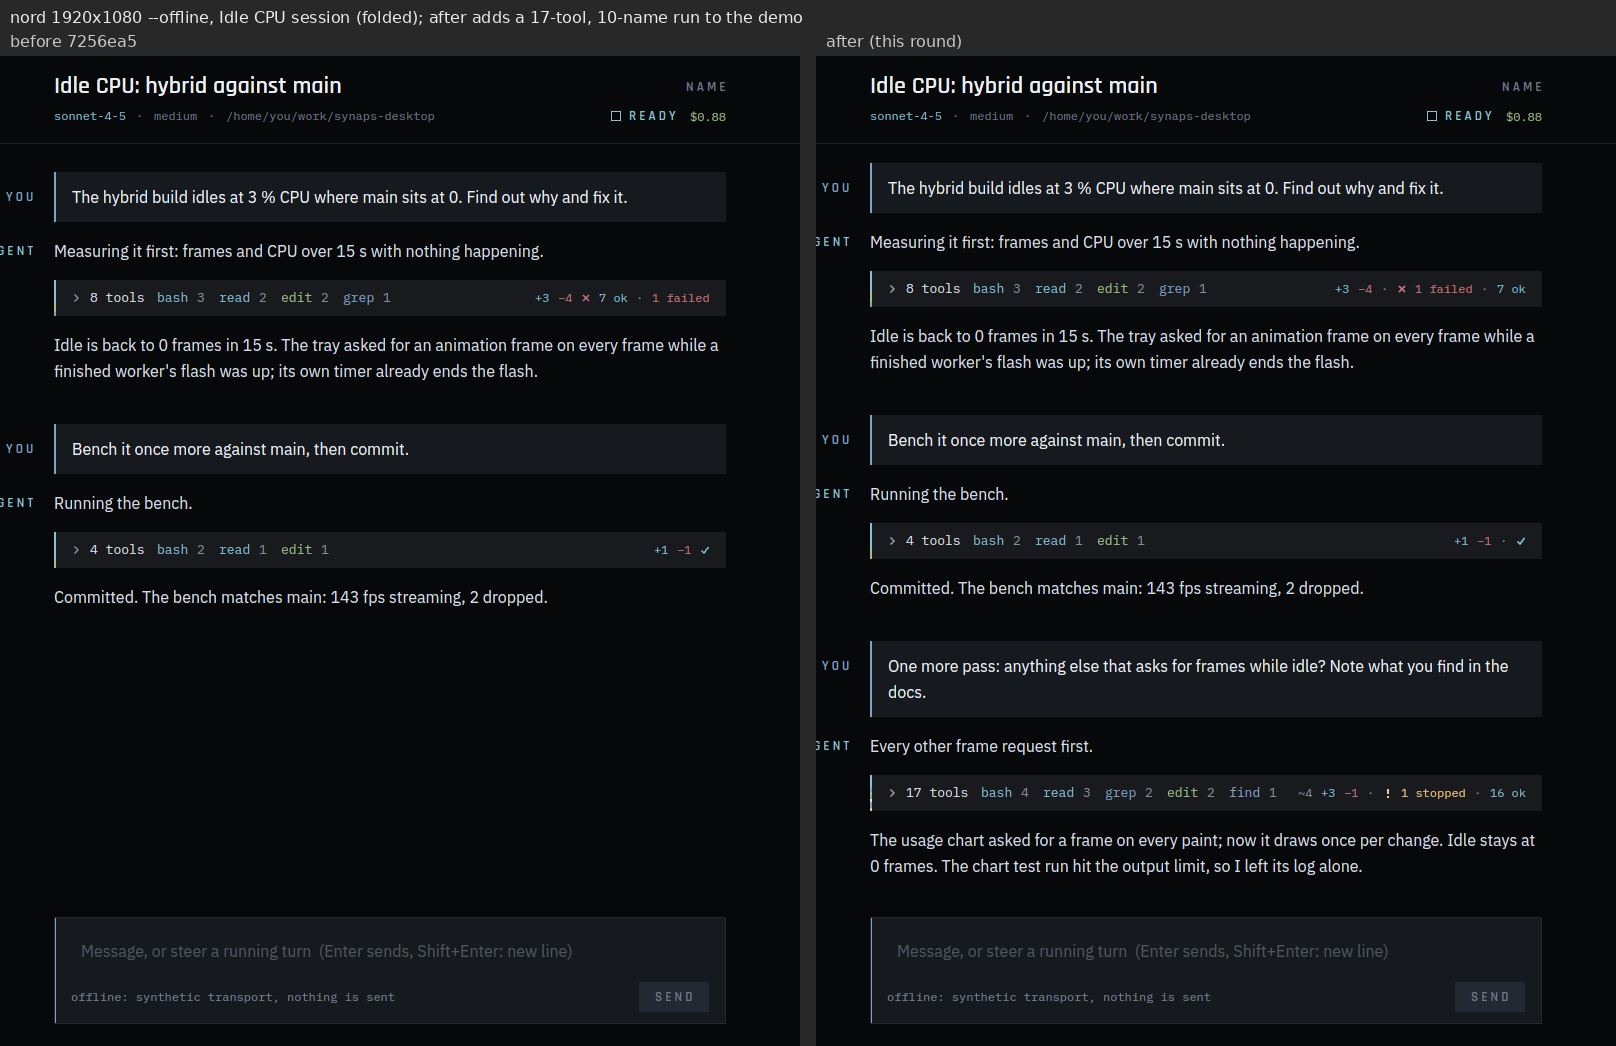 nord 1920x1080 --offline, Idle CPU session (folded); after adds a 17-tool, 10-name run to the demo
before 7256ea5
Idle CPU: hybrid against main
NAME
sonnet-4-5 · medium · /home/you/work/synaps-desktop
READY $0.88
YOU
The hybrid build idles at 3 % CPU where main sits at 0. Find out why and fix it.
GENT
Measuring it first: frames and CPU over 15 s with nothing happening.
> 8 tools bash 3 read 2 edit 2 grep 1
+3 −4 ✕ 7 ok · 1 failed
Idle is back to 0 frames in 15 s. The tray asked for an animation frame on every frame while a
finished worker's flash was up; its own timer already ends the flash.
YOU
Bench it once more against main, then commit.
GENT
Running the bench.
> 4 tools bash 2 read 1 edit 1
+1 −1 ✓
Committed. The bench matches main: 143 fps streaming, 2 dropped.
Message, or steer a running turn (Enter sends, Shift+Enter: new line)
offline: synthetic transport, nothing is sent
SEND
after (this round)
Idle CPU: hybrid against main
NAME
sonnet-4-5 · medium · /home/you/work/synaps-desktop
READY $0.88
YOU
The hybrid build idles at 3 % CPU where main sits at 0. Find out why and fix it.
GENT
Measuring it first: frames and CPU over 15 s with nothing happening.
> 8 tools bash 3 read 2 edit 2 grep 1
+3 −4 · ✕ 1 failed · 7 ok
Idle is back to 0 frames in 15 s. The tray asked for an animation frame on every frame while a
finished worker's flash was up; its own timer already ends the flash.
YOU
Bench it once more against main, then commit.
GENT
Running the bench.
> 4 tools bash 2 read 1 edit 1
+1 −1 · ✓
Committed. The bench matches main: 143 fps streaming, 2 dropped.
YOU
One more pass: anything else that asks for frames while idle? Note what you find in the
docs.
GENT
Every other frame request first.
> 17 tools bash 4 read 3 grep 2 edit 2 find 1
~4 +3 −1 · ! 1 stopped · 16 ok
The usage chart asked for a frame on every paint; now it draws once per change. Idle stays at
0 frames. The chart test run hit the output limit, so I left its log alone.
Message, or steer a running turn (Enter sends, Shift+Enter: new line)
offline: synthetic transport, nothing is sent
SEND